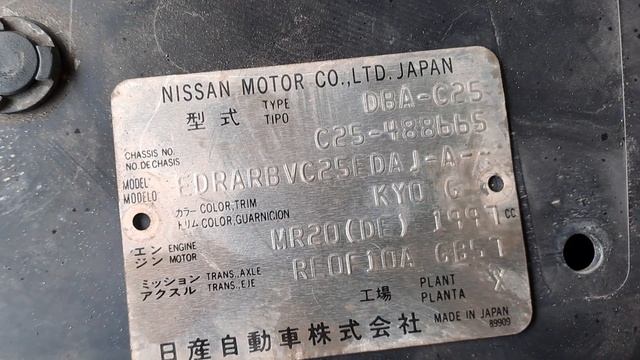 NISSAN MOTOR CO.,LTD. JAPAN
型式 TYPE TIPO DBA-C25
CHASSIS NO. NO. DE CHASIS C25-488665
MODEL MODELO EDRARBVC25EDAJ-A-
カラー COLOR,TRIM トリム COLOR,GUARNICION KY0 G
エンジン ENGINE MOTOR MR20(DE) 1997 cc
ミッション アクスル TRANS.,AXLE TRANS.,EJE RE0F10A GB57
工場 PLANT PLANTA X
日産自動車株式会社 MADE IN JAPAN
89909